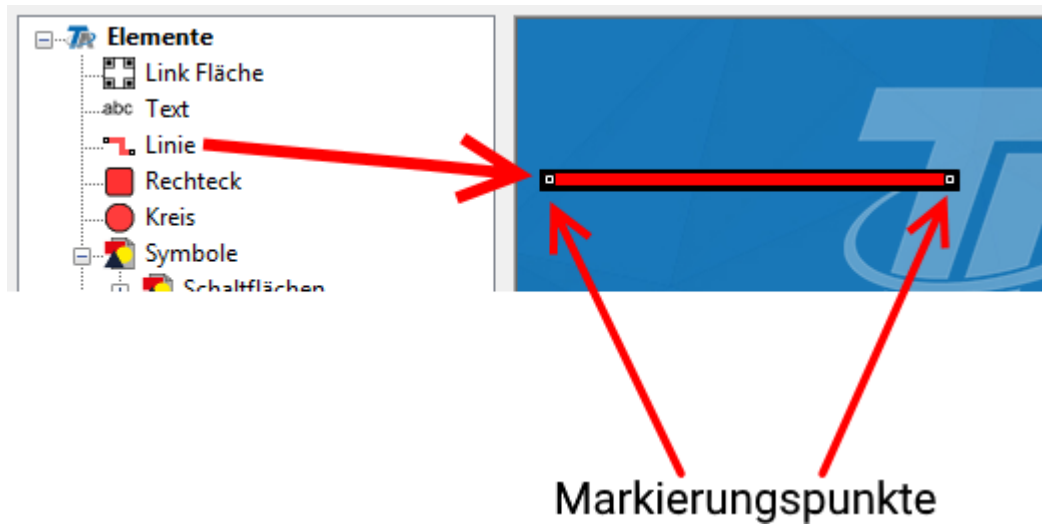 Elemente
Link Fläche
abc Text
Linie
Rechteck
Kreis
Symbole
Schaltflächen
Markierungspunkte